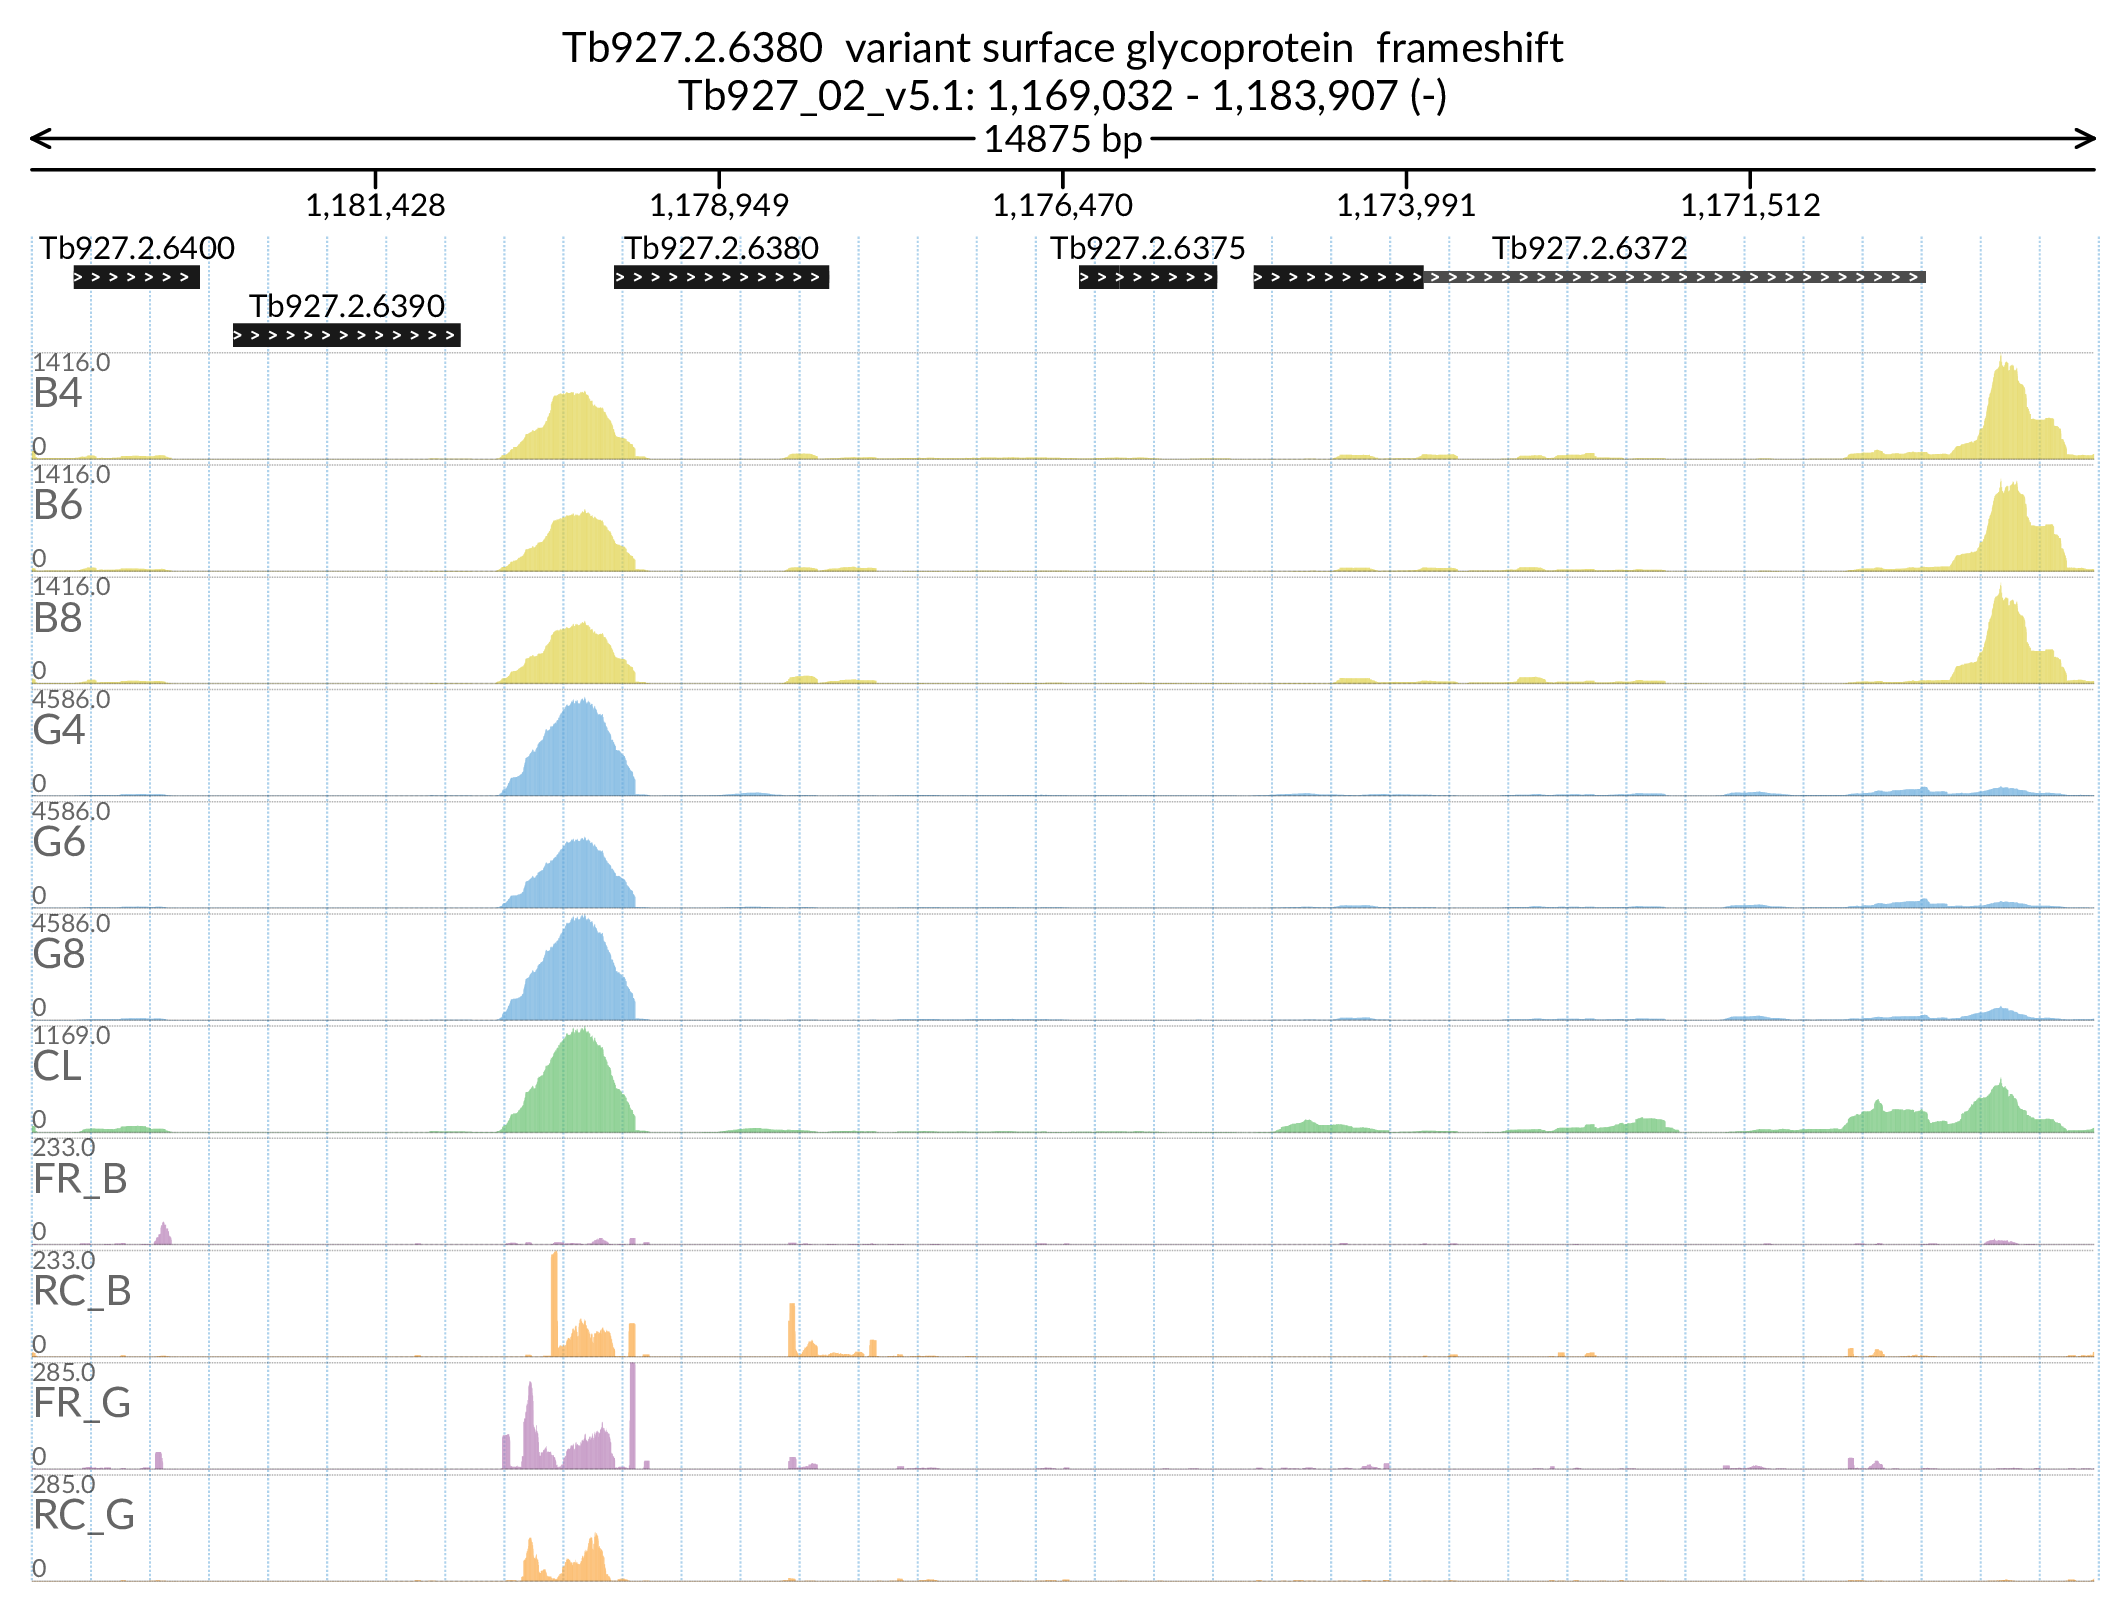 Tb927.2.6380  variant surface glycoprotein  frameshift
Tb927_02_v5.1: 1,169,032 - 1,183,907 (-)
14875 bp
1,181,428 1,178,949 1,176,470 1,173,991 1,171,512
Tb927.2.6400 Tb927.2.6380 Tb927.2.6375 Tb927.2.6372
Tb927.2.6390
1416.0
B4
0
1416.0
B6
0
1416.0
B8
0
4586.0
G4
0
4586.0
G6
0
4586.0
G8
0
1169.0
CL
0
233.0
FR_B
0
233.0
RC_B
0
285.0
FR_G
0
285.0
RC_G
0